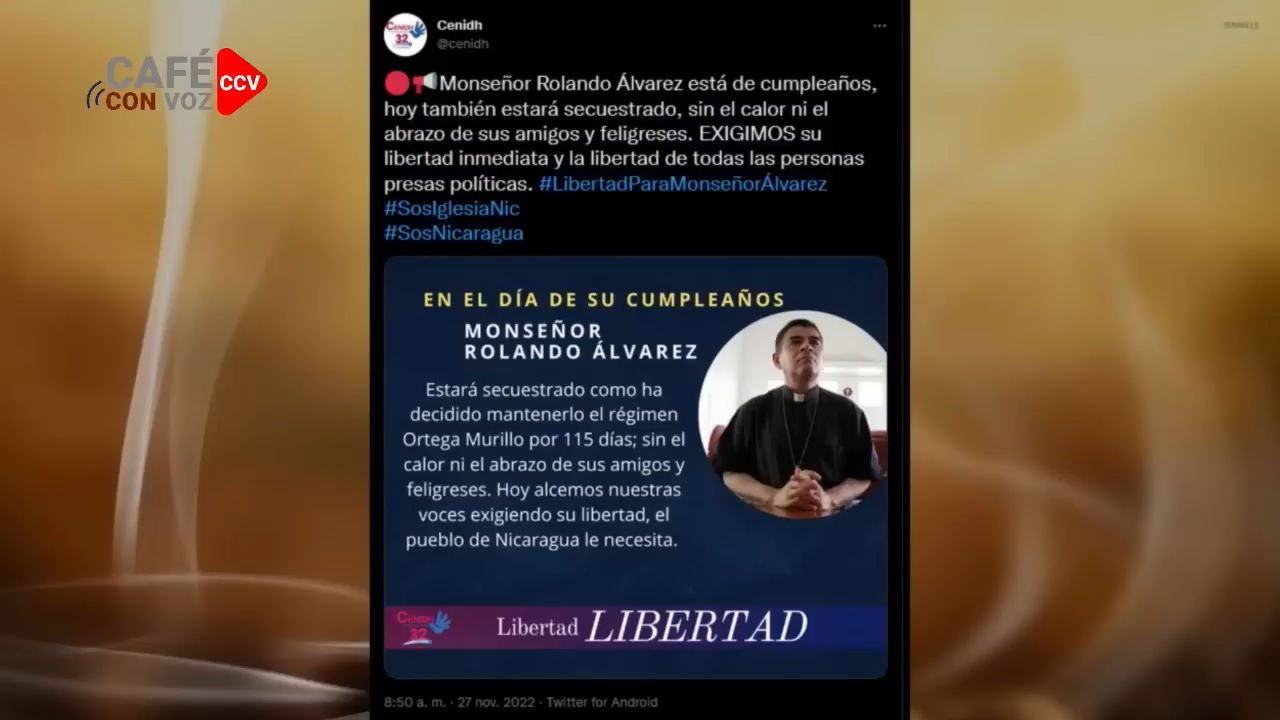 CAFÉ
CON VOZ
CCV
Cenidh
@cenidh
Monseñor Rolando Álvarez está de cumpleaños,
hoy también estará secuestrado, sin el calor ni el
abrazo de sus amigos y feligreses. EXIGIMOS su
libertad inmediata y la libertad de todas las personas
presas políticas. #LibertadParaMonseñorÁlvarez
#SosIglesiaNic
#SosNicaragua
CENIDH
32
EN EL DÍA DE SU CUMPLEAÑOS
MONSEÑOR
ROLANDO ÁLVAREZ
Estará secuestrado como ha
decidido mantenerlo el régimen
Ortega Murillo por 115 días; sin el
calor ni el abrazo de sus amigos y
feligreses. Hoy alcemos nuestras
voces exigiendo su libertad, el
pueblo de Nicaragua le necesita.
CENIDH
32
Libertad LIBERTAD
8:50 a. m. · 27 nov. 2022 · Twitter for Android